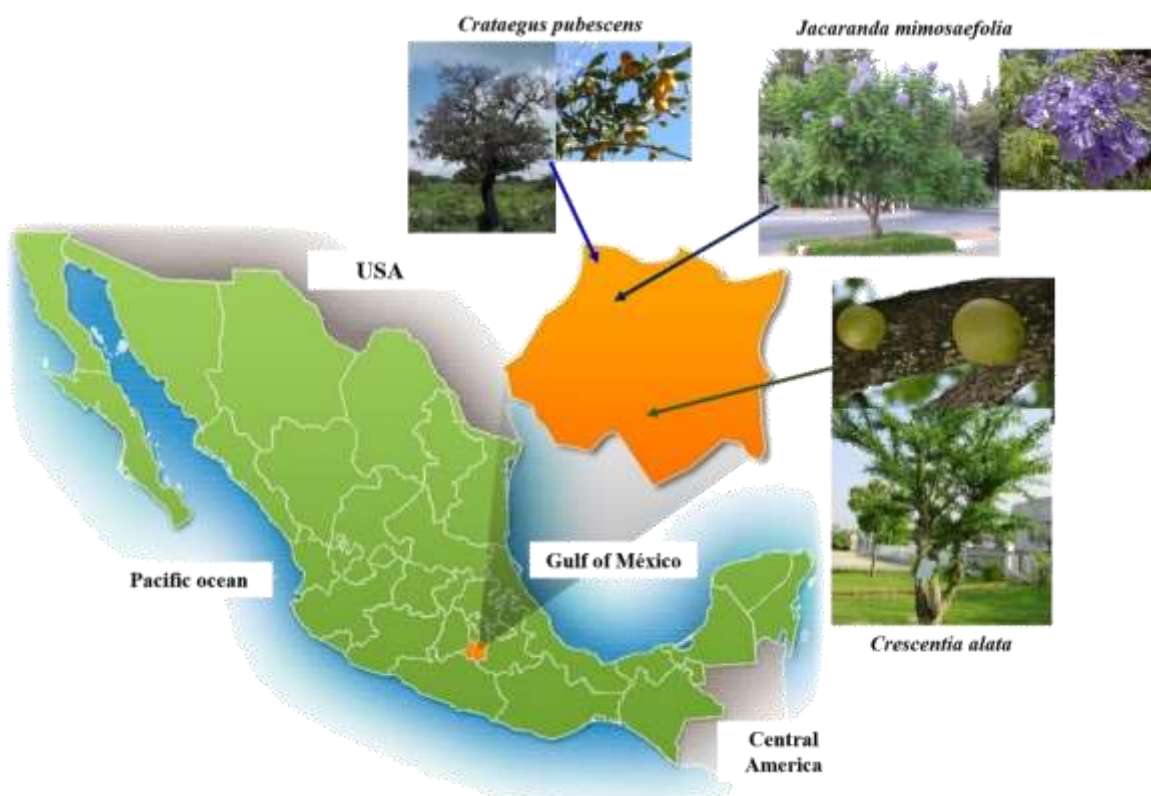 Crataegus pubescens
Jacaranda mimosaefolia
USA
Gulf of México
Pacific ocean
Crescentia alata
Central
America